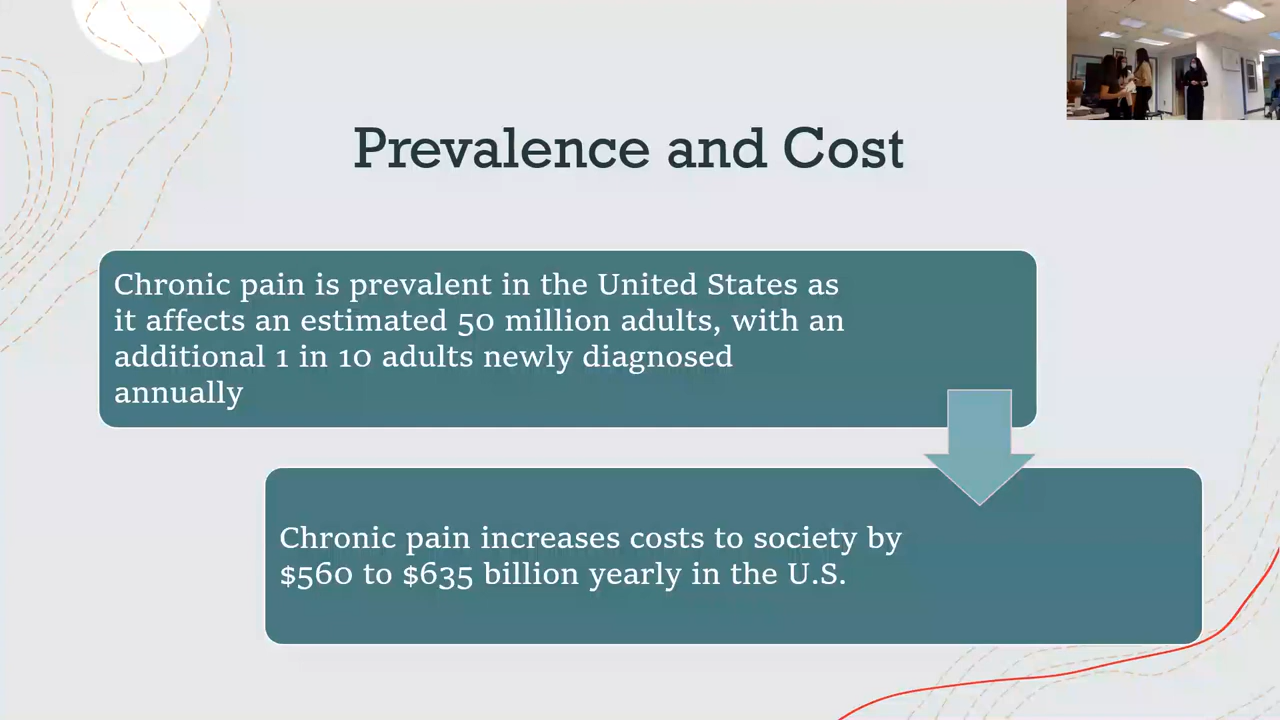 Prevalence and Cost
Chronic pain is prevalent in the United States as
it affects an estimated 50 million adults, with an
additional 1 in 10 adults newly diagnosed
annually
Chronic pain increases costs to society by
$560 to $635 billion yearly in the U.S.